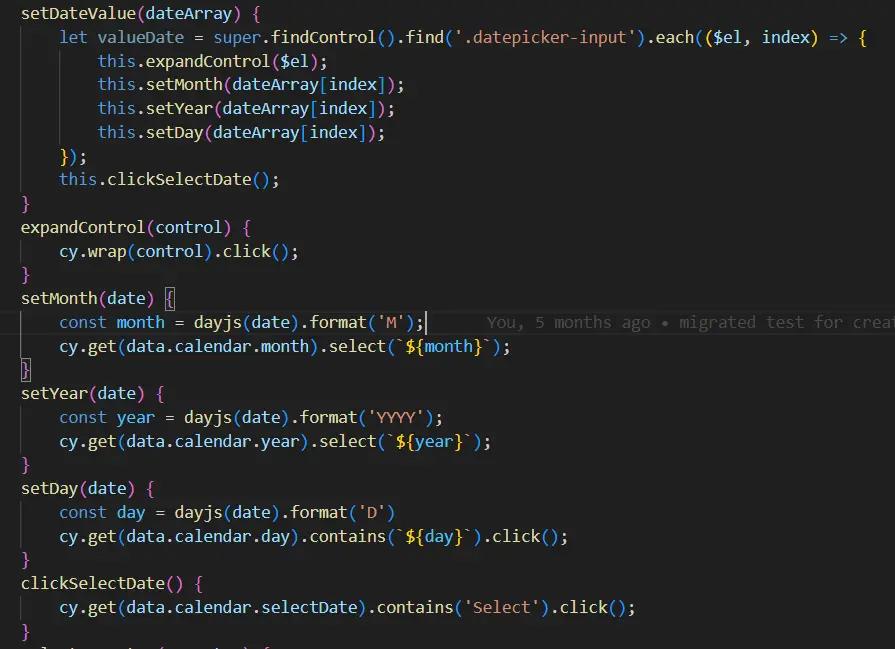 setDateValue(dateArray) {
let valueDate = super.findControl().find('.datepicker-input').each(($el, index) => {
this.expandControl($el);
this.setMonth(dateArray[index]);
this.setYear(dateArray[index]);
this.setDay(dateArray[index]);
});
this.clickSelectDate();
}
expandControl(control) {
cy.wrap(control).click();
}
setMonth(date) {
const month = dayjs(date).format('M'); You, 5 months ago • migrated test for
cy.get(data.calendar.month).select(`${month}`);
}
setYear(date) {
const year = dayjs(date).format('YYYY');
cy.get(data.calendar.year).select(`${year}`);
}
setDay(date) {
const day = dayjs(date).format('D')
cy.get(data.calendar.day).contains(`${day}`).click();
}
clickSelectDate() {
cy.get(data.calendar.selectDate).contains('Select').click();
}